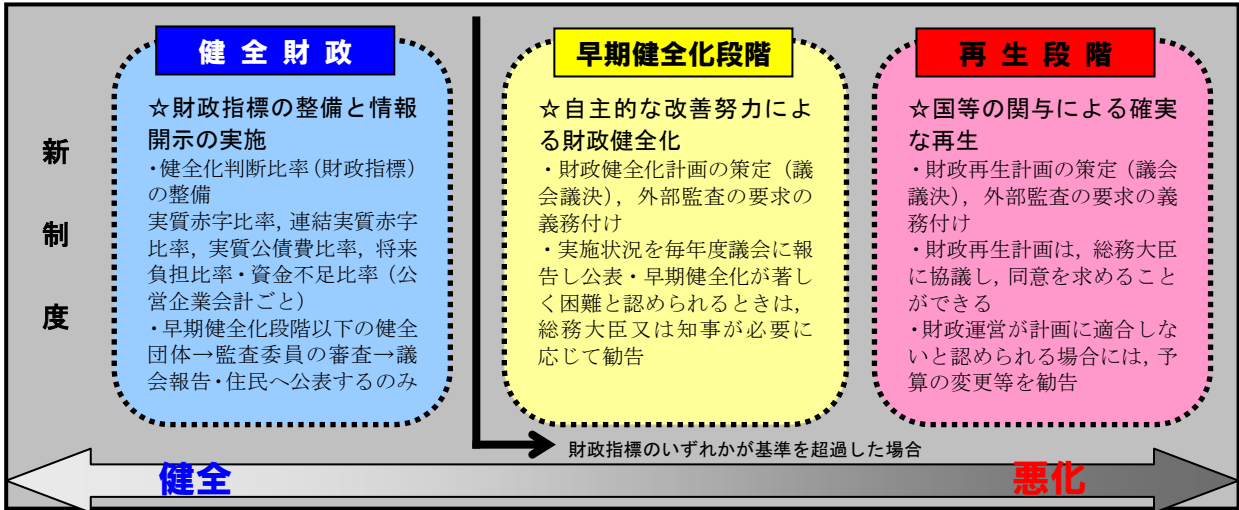 新制度
健全財政
☆財政指標の整備と情報
開示の実施
・健全化判断比率(財政指標)
の整備
実質赤字比率, 連結実質赤字
比率, 実質公債費比率, 将来
負担比率・資金不足比率（公
営企業会計ごと）
・早期健全化段階以下の健全
団体→監査委員の審査→議
会報告・住民へ公表するのみ
早期健全化段階
☆自主的な改善努力によ
る財政健全化
・財政健全化計画の策定（議
会議決），外部監査の要求の
義務付け
・実施状況を毎年度議会に報
告し公表・早期健全化が著し
く困難と認められるときは,
総務大臣又は知事が必要に
応じて勧告
再生段階
☆国等の関与による確実
な再生
・財政再生計画の策定（議会
議決），外部監査の要求の義
務付け
・財政再生計画は，総務大臣
に協議し, 同意を求めること
ができる
・財政運営が計画に適合しな
いと認められる場合には, 予
算の変更等を勧告
財政指標のいずれかが基準を超過した場合
健全
悪化